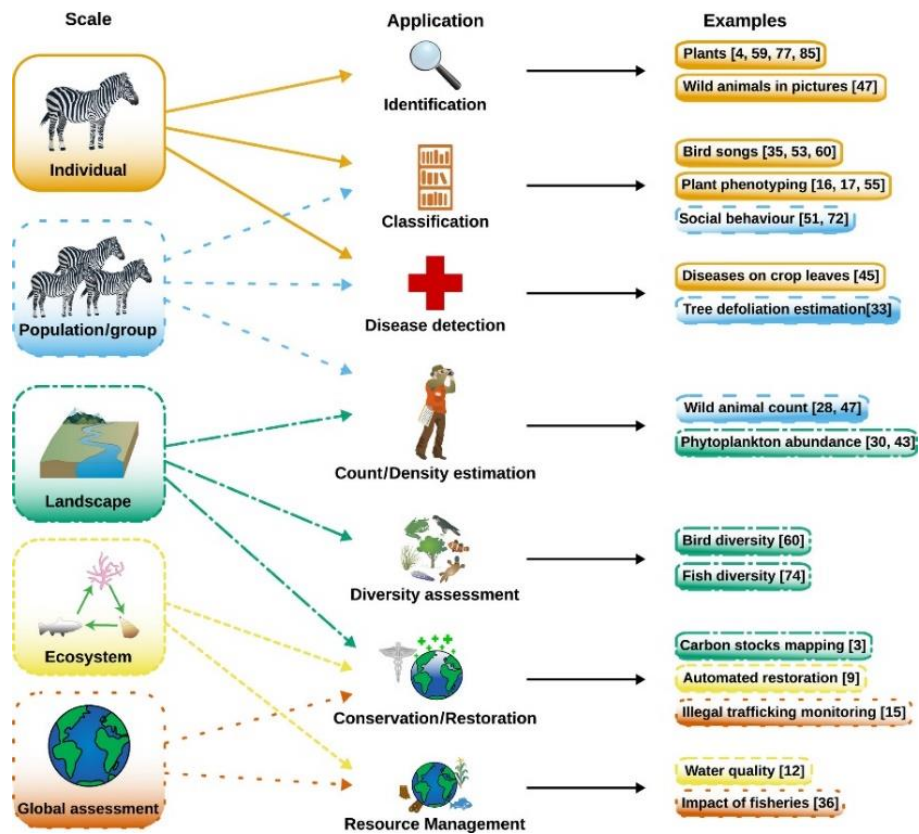 Scale
Application
Examples
Individual
Population/group
Landscape
Ecosystem
Global assessment
Identification
Classification
Disease detection
Count/Density estimation
Diversity assessment
Conservation/Restoration
Resource Management
Plants [4, 59, 77, 85]
Wild animals in pictures [47]
Bird songs [35, 53, 60]
Plant phenotyping [16, 17, 55]
Social behaviour [51, 72]
Diseases on crop leaves [45]
Tree defoliation estimation[33]
Wild animal count [28, 47]
Phytoplankton abundance [30, 43]
Bird diversity [60]
Fish diversity [74]
Carbon stocks mapping [3]
Automated restoration [9]
Illegal trafficking monitoring [15]
Water quality [12]
Impact of fisheries [36]